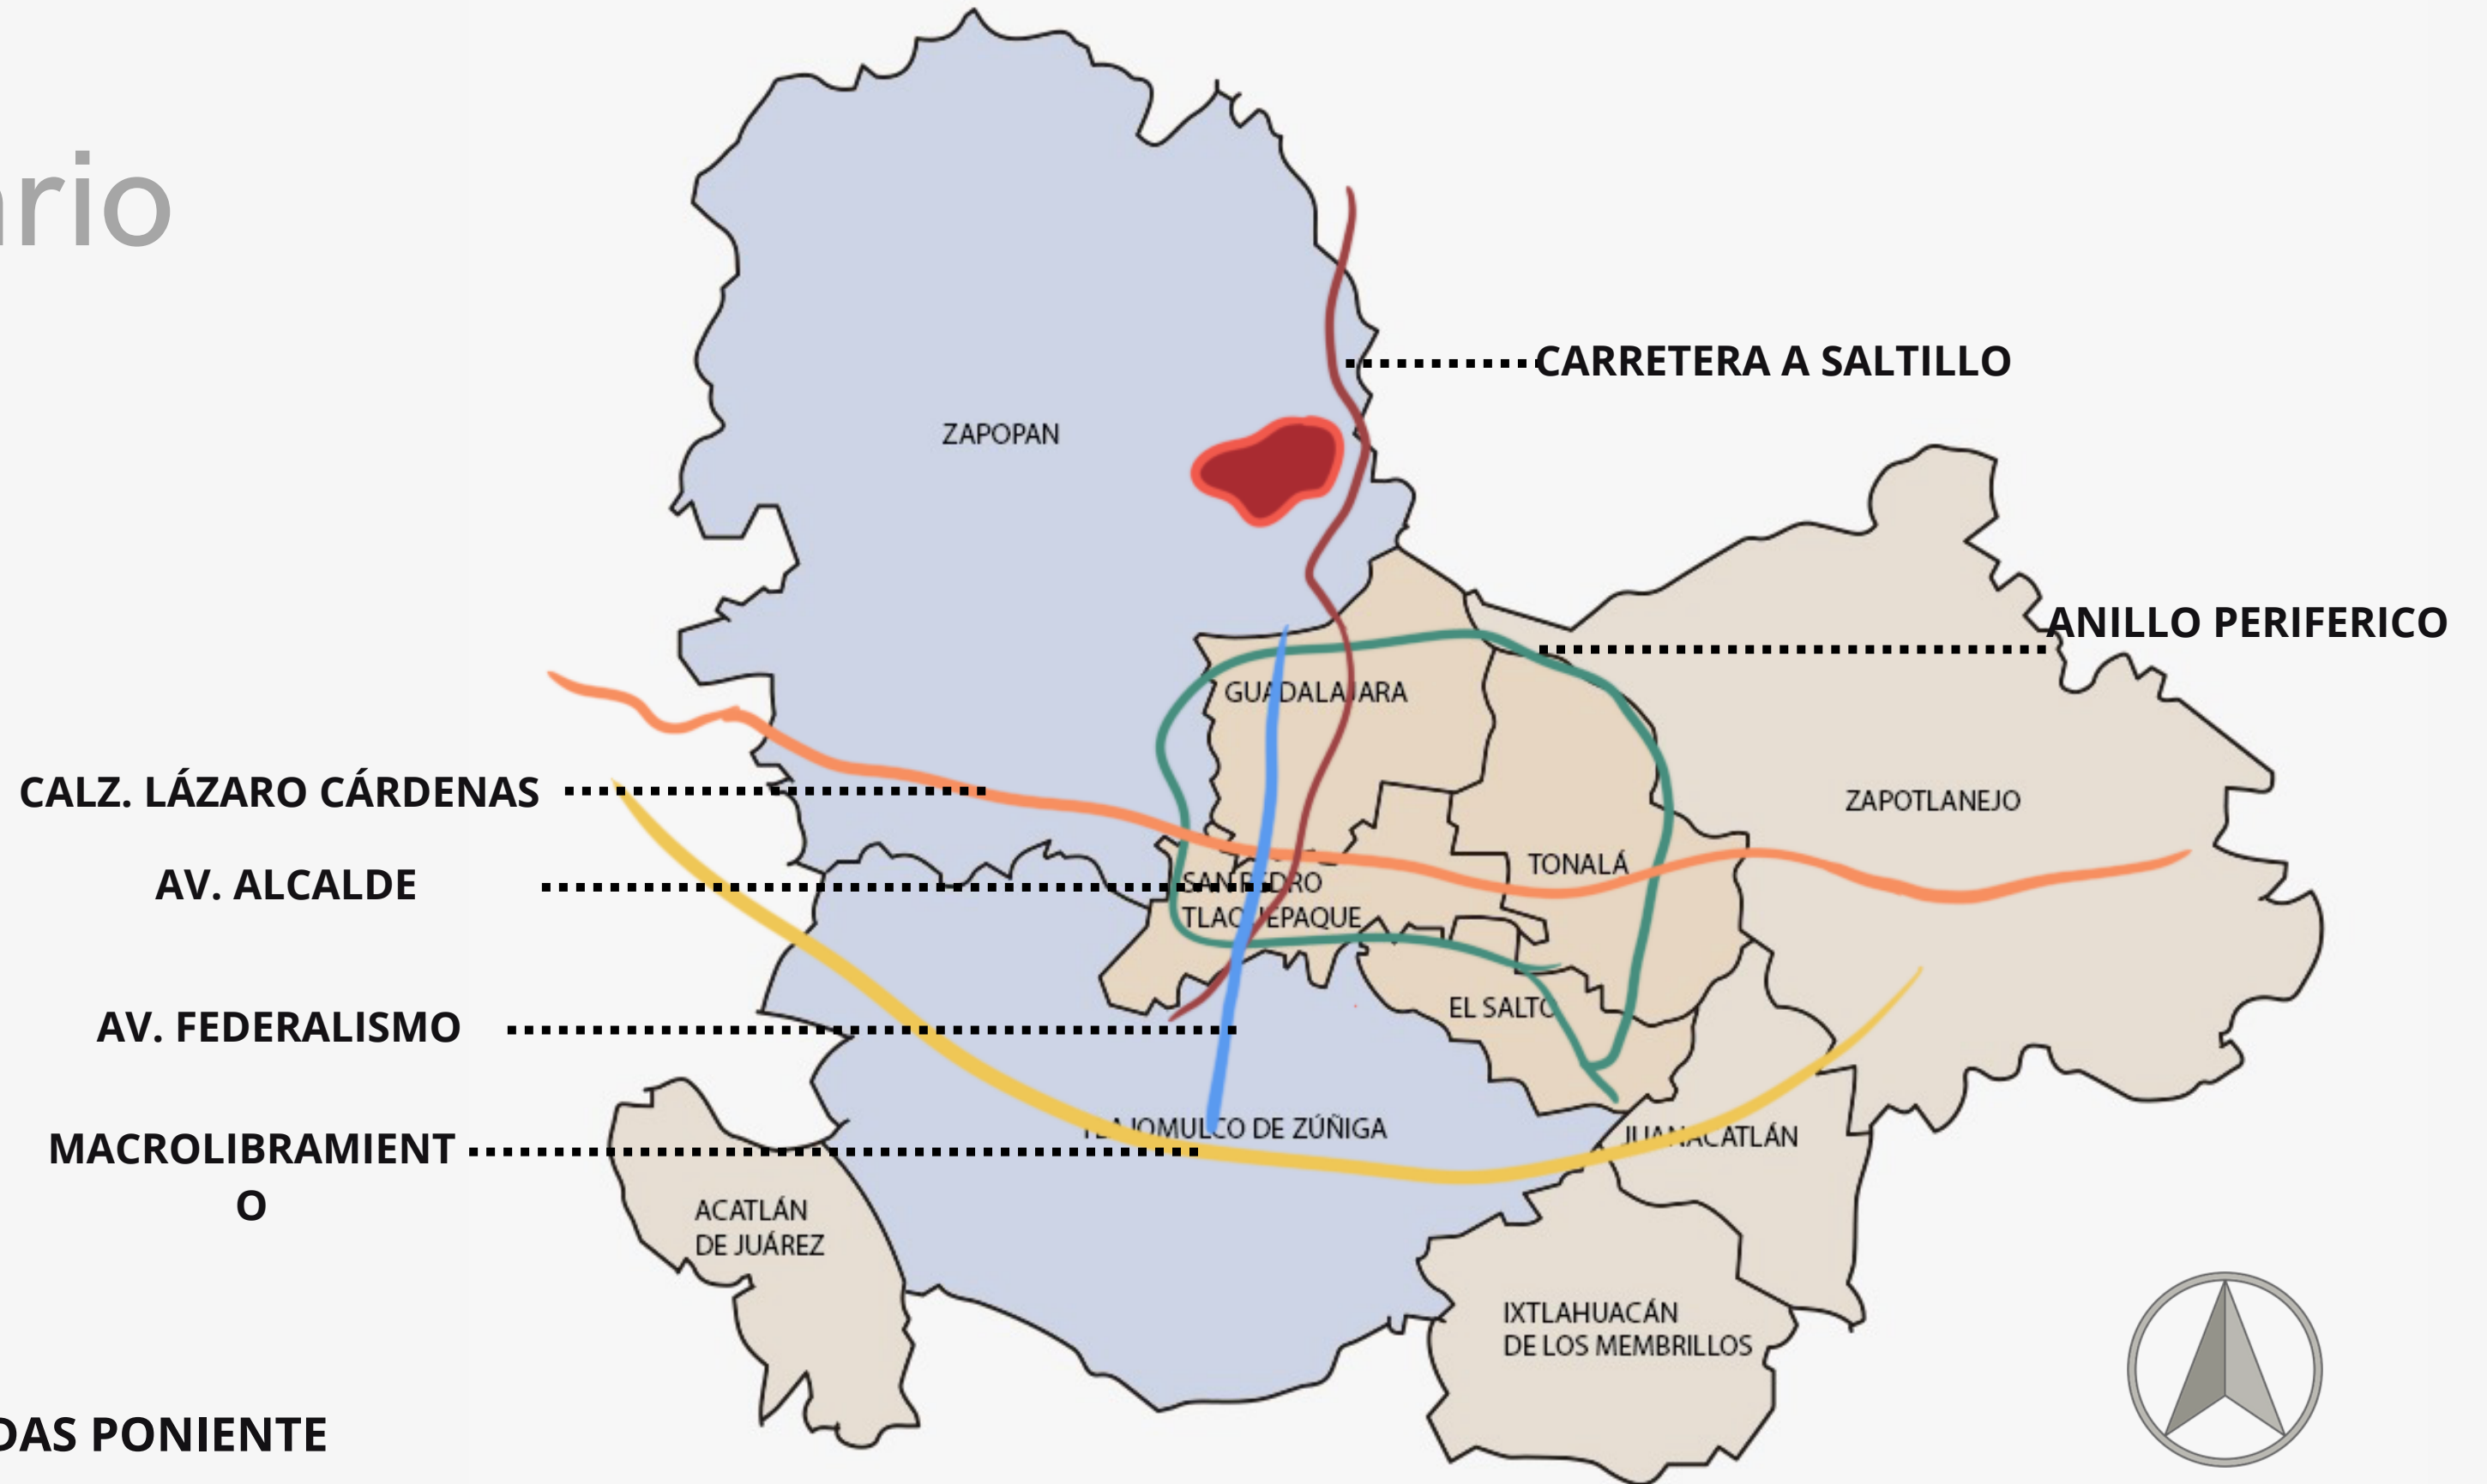 ario
CARRETERA A SALTILLO
ZAPOPAN
ANILLO PERIFERICO
GUADALAJARA
CALZ. LÁZARO CÁRDENAS
ZAPOTLANEJO
TONALÁ
AV. ALCALDE
SAN PEDRO
TLAQUEPAQUE
EL SALTO
AV. FEDERALISMO
TLAJOMULCO DE ZÚÑIGA
JUANACATLÁN
MACROLIBRAMIENT
O
ACATLÁN
DE JUÁREZ
IXTLAHUACÁN
DE LOS MEMBRILLOS
DAS PONIENTE